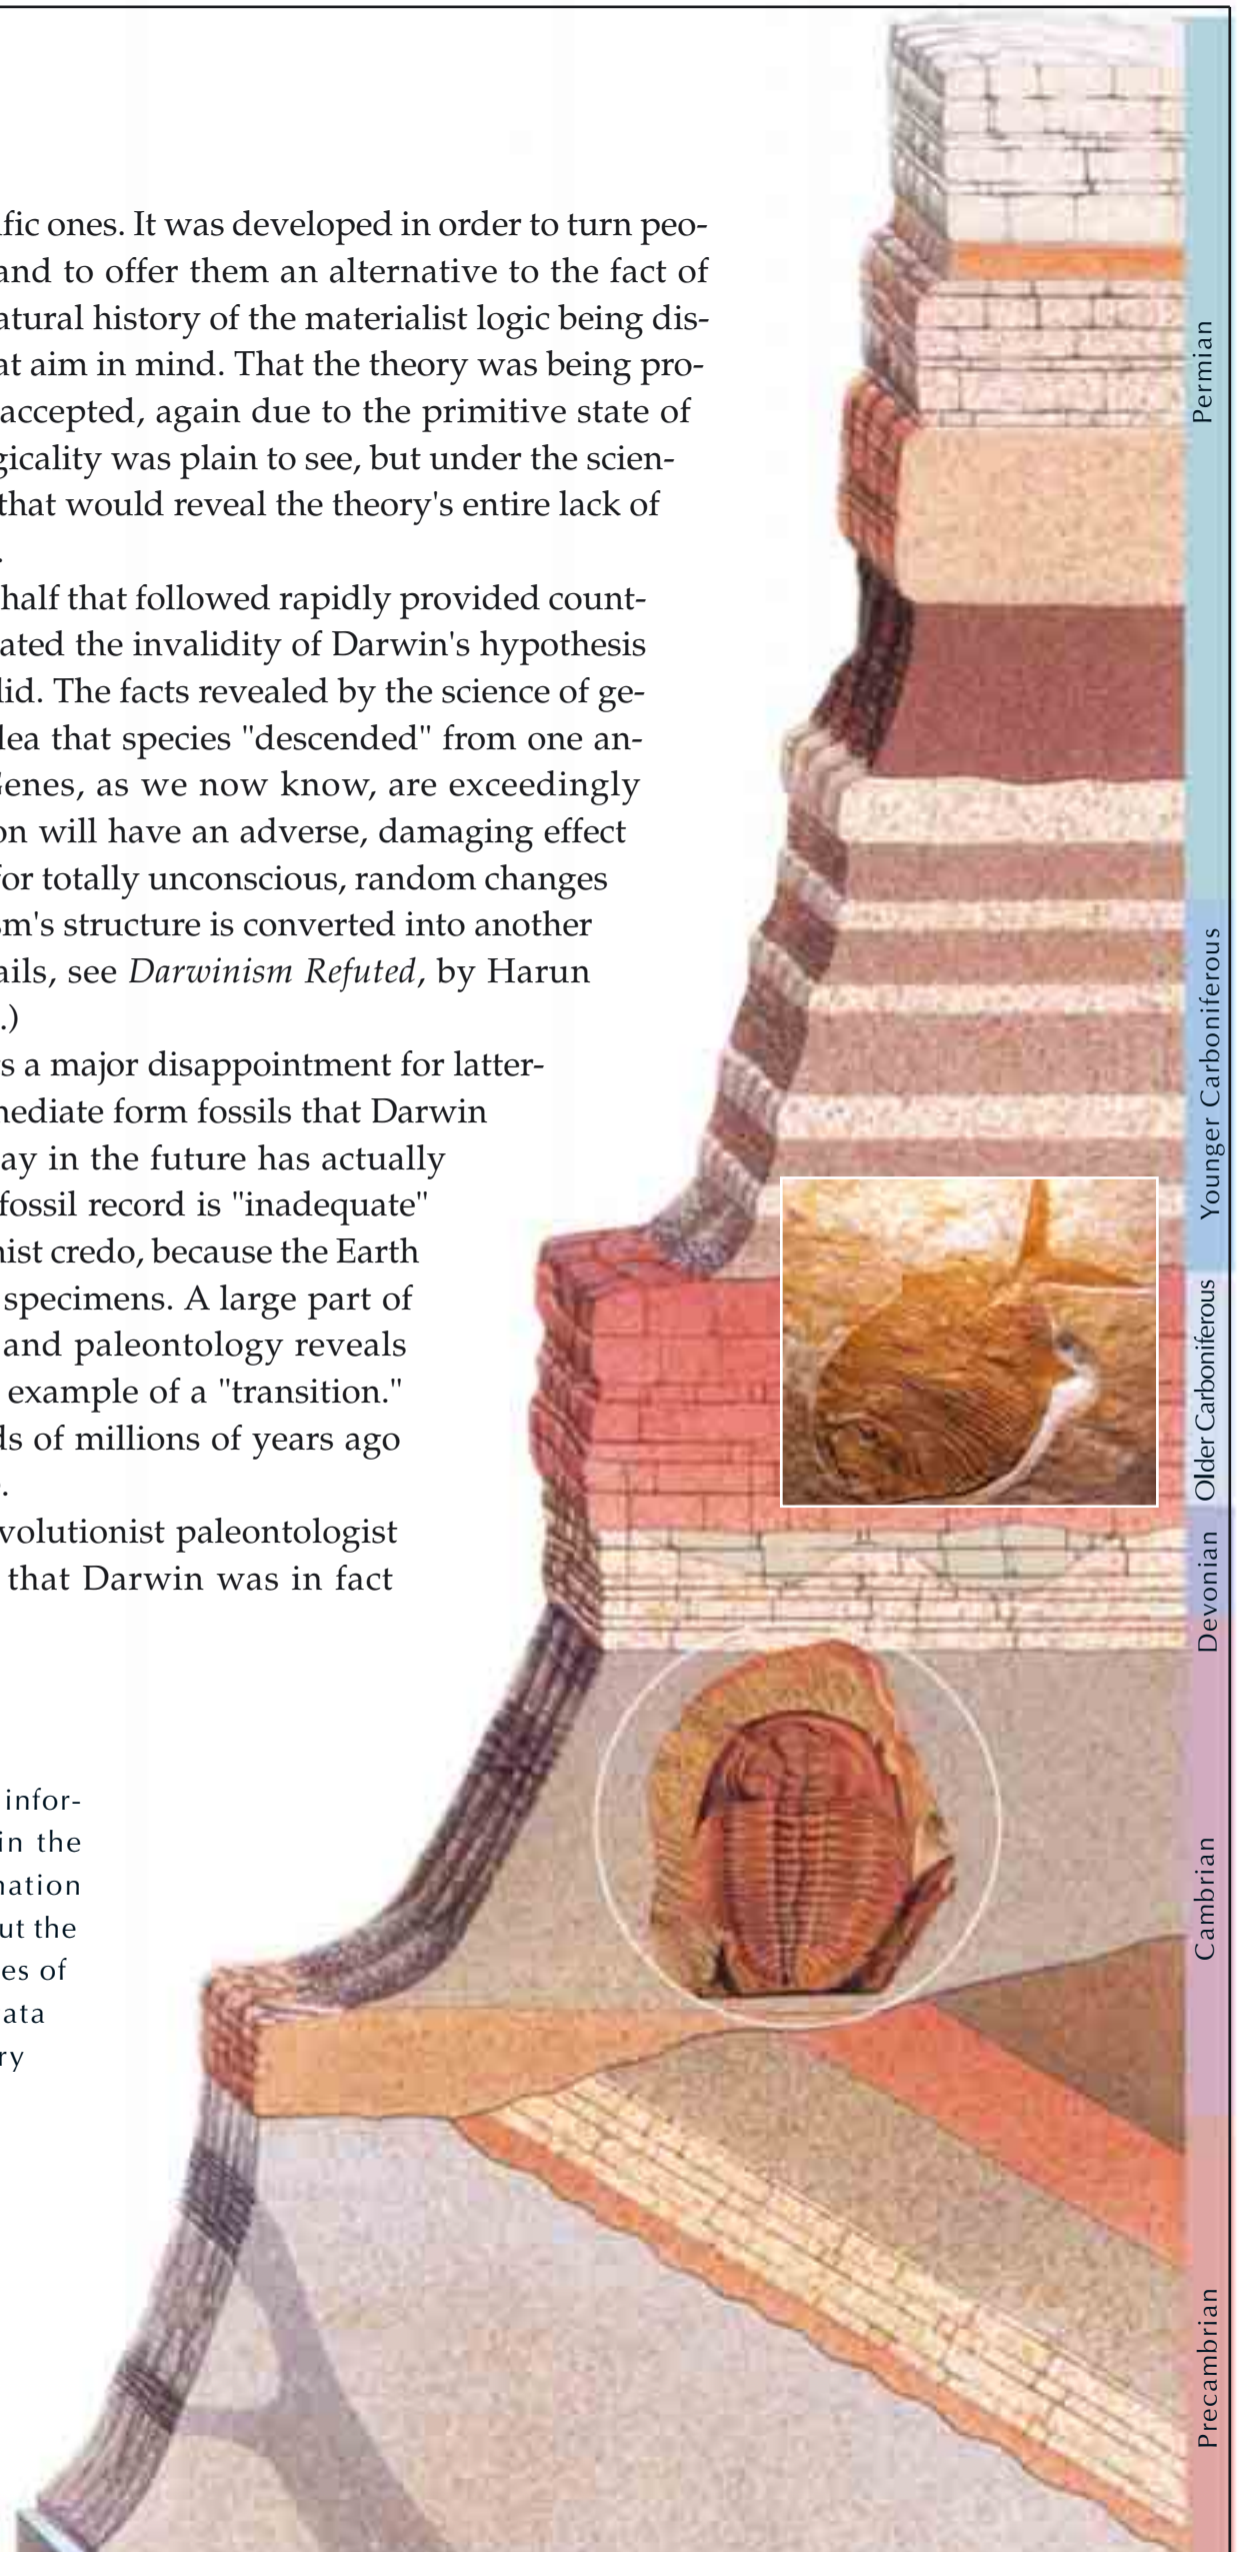 ific ones. It was developed in order to turn peo-
and to offer them an alternative to the fact of
atural history of the materialist logic being dis-
at aim in mind. That the theory was being pro-
accepted, again due to the primitive state of
gicality was plain to see, but under the scien-
that would reveal the theory's entire lack of
.
half that followed rapidly provided count-
ated the invalidity of Darwin's hypothesis
lid. The facts revealed by the science of ge-
lea that species "descended" from one an-
Genes, as we now know, are exceedingly
on will have an adverse, damaging effect
for totally unconscious, random changes
sm's structure is converted into another
ails, see Darwinism Refuted, by Harun
.)
s a major disappointment for latter-
mediate form fossils that Darwin
ay in the future has actually
fossil record is "inadequate"
nist credo, because the Earth
specimens. A large part of
and paleontology reveals
example of a "transition."
ds of millions of years ago
.
volutionist paleontologist
that Darwin was in fact
infor-
in the
nation
ut the
es of
ata
ry
Permian
Younger Carboniferous
Older Carboniferous
Devonian
Cambrian
Precambrian